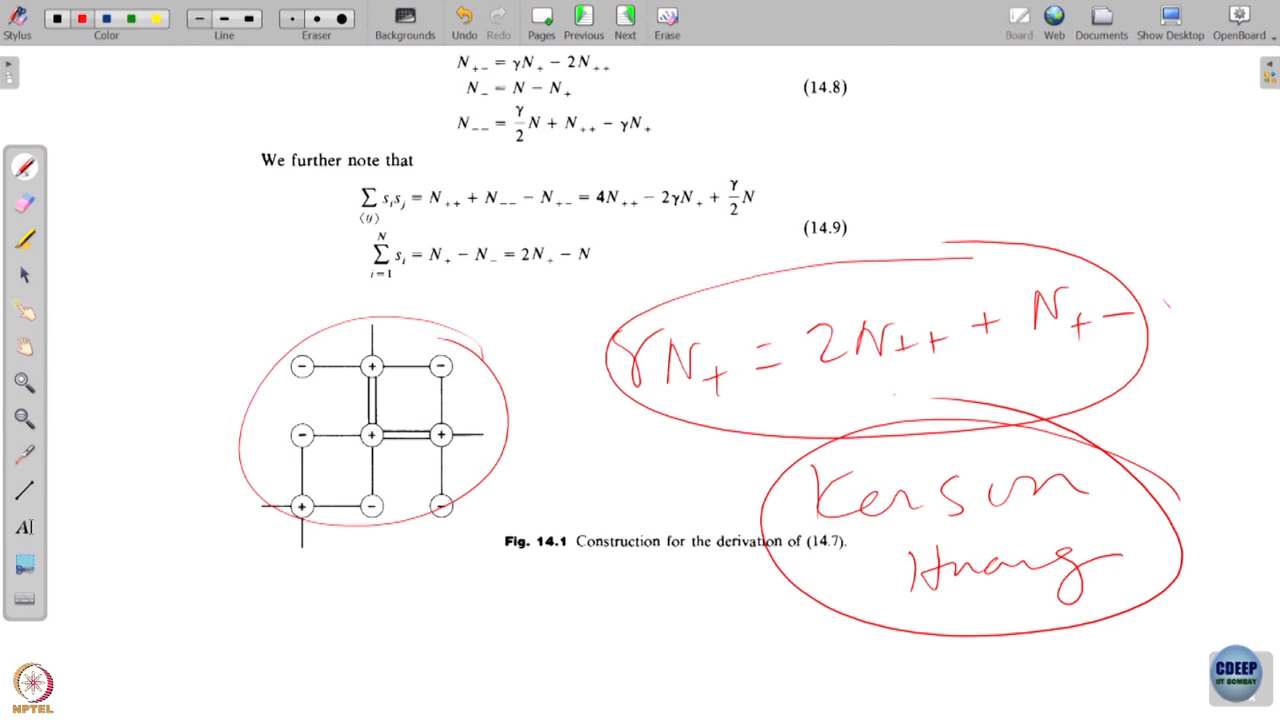 Stylus Color Line Eraser Backgrounds Undo Redo Pages Previous Next Erase Board Web Documents Show Desktop OpenBoard
N₊₋ = γN₊ − 2N₊₊
N₋ = N − N₊
(14.8)
N₋₋ = γ/2 N + N₊₊ − γN₊
We further note that
∑⟨ij⟩ sᵢsⱼ = N₊₊ + N₋₋ − N₊₋ = 4N₊₊ − 2γN₊ + γ/2 N
(14.9)
∑ᵢ₌₁ᴺ sᵢ = N₊ − N₋ = 2N₊ − N
γN₊ = 2N₊₊ + N₊₋
− + −
− + +
+ − −
Kerson
Huang
Fig. 14.1 Construction for the derivation of (14.7).
NPTEL
CDEEP
IIT BOMBAY